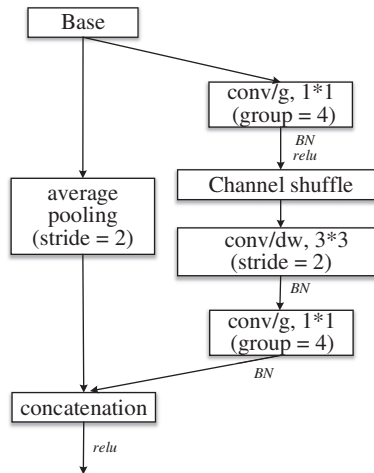 Base
conv/g, 1*1
(group = 4)
BN
relu
Channel shuffle
average
pooling
(stride = 2)
conv/dw, 3*3
(stride = 2)
BN
conv/g, 1*1
(group = 4)
BN
concatenation
relu